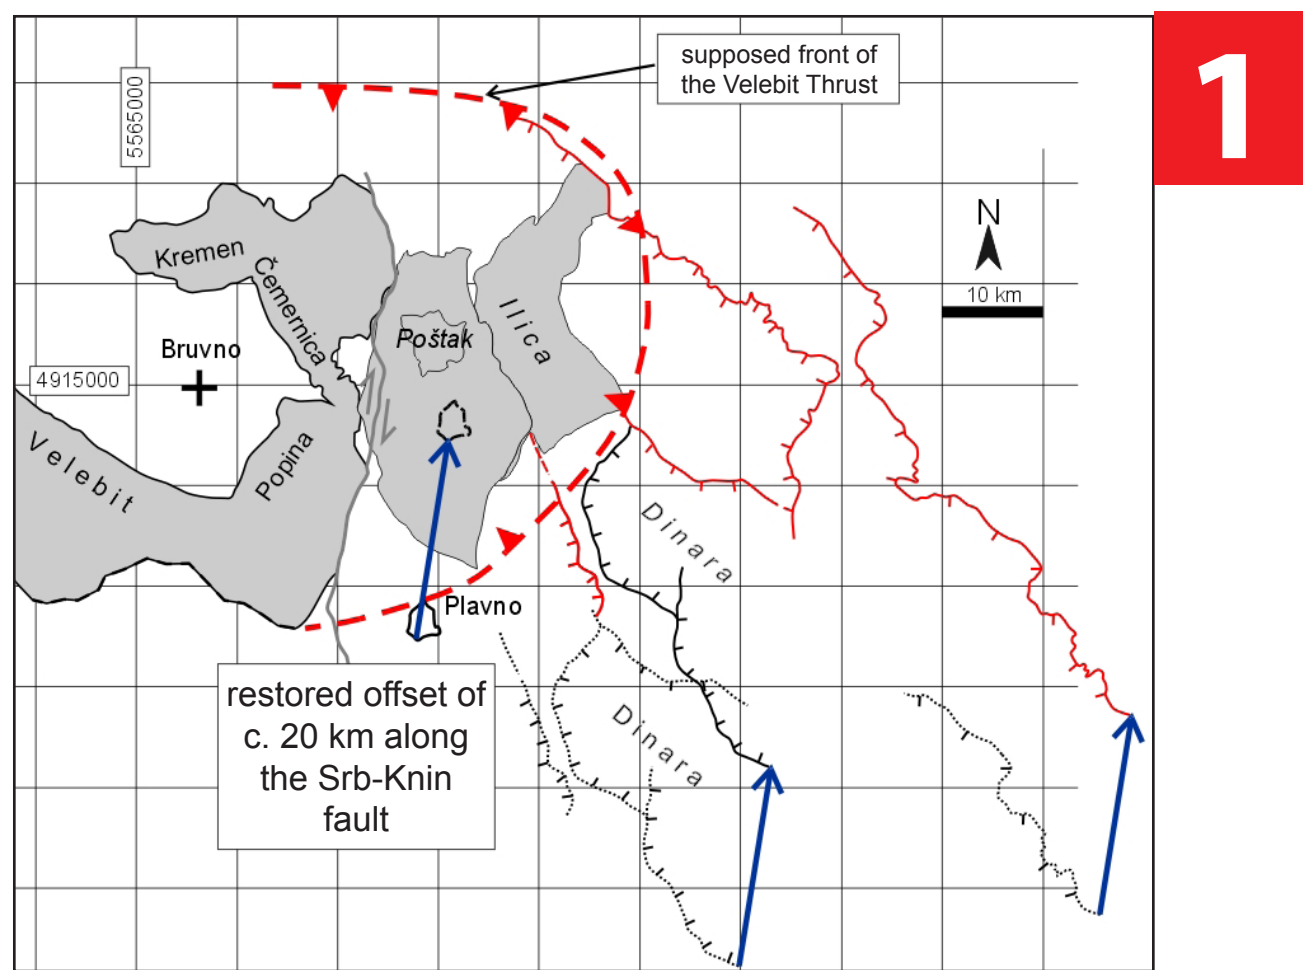 supposed front of
the Velebit Thrust
1
5565000
N
10 km
Kremen
Čemernica
Ilica
Poštak
Bruvno
4915000
Velebit
Popina
Dinara
Plavno
restored offset of
c. 20 km along
the Srb-Knin
fault
Dinara